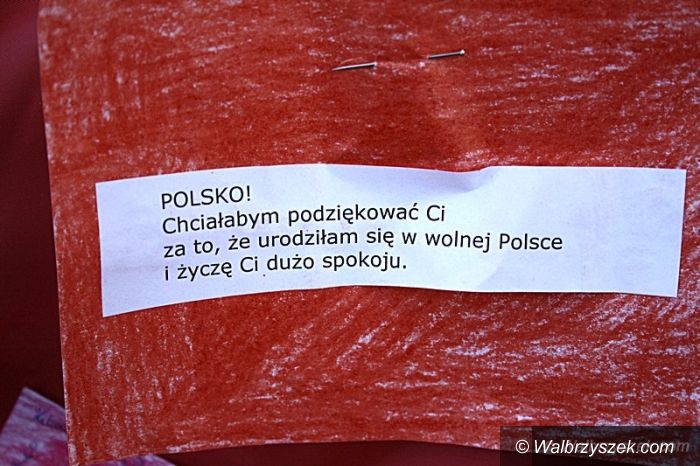 POLSKO!
Chciałabym podziękować Ci
za to, że urodziłam się w wolnej Polsce
i życzę Ci dużo spokoju.
© Walbrzyszek.com